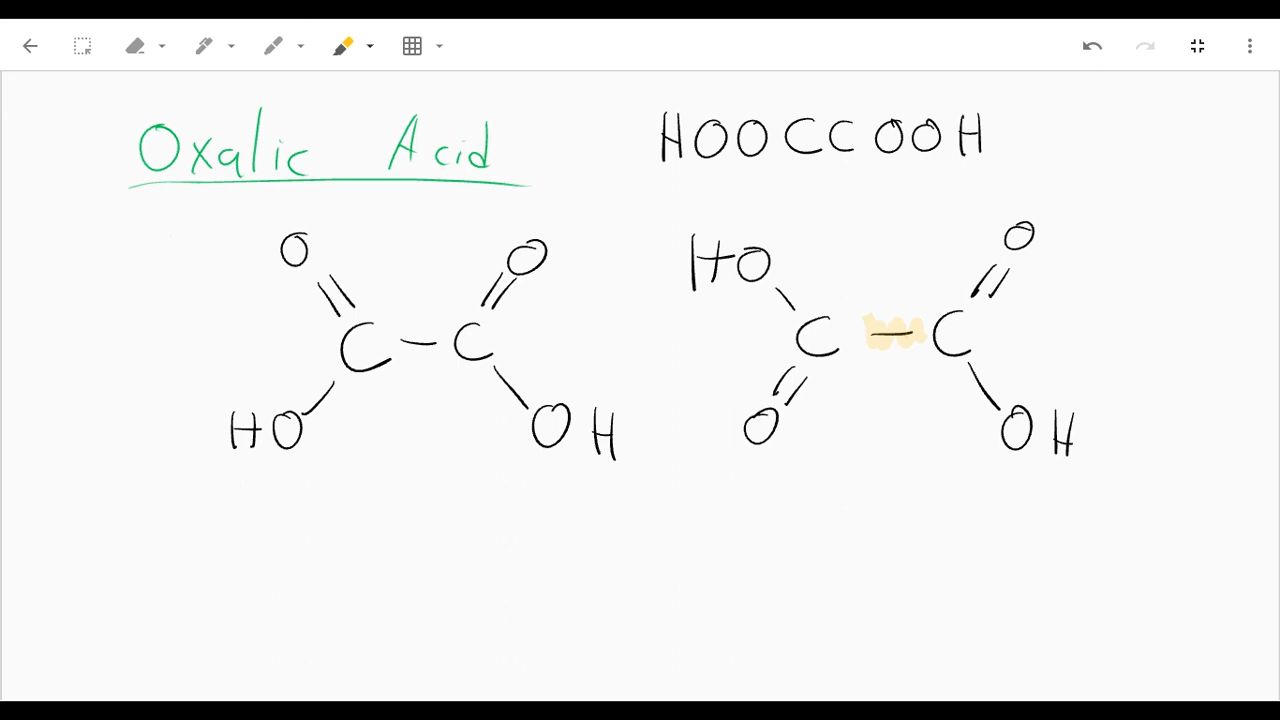 Oxalic Acid
HOOCCOOH
O O
C - C
HO OH
HO O
C - C
O OH